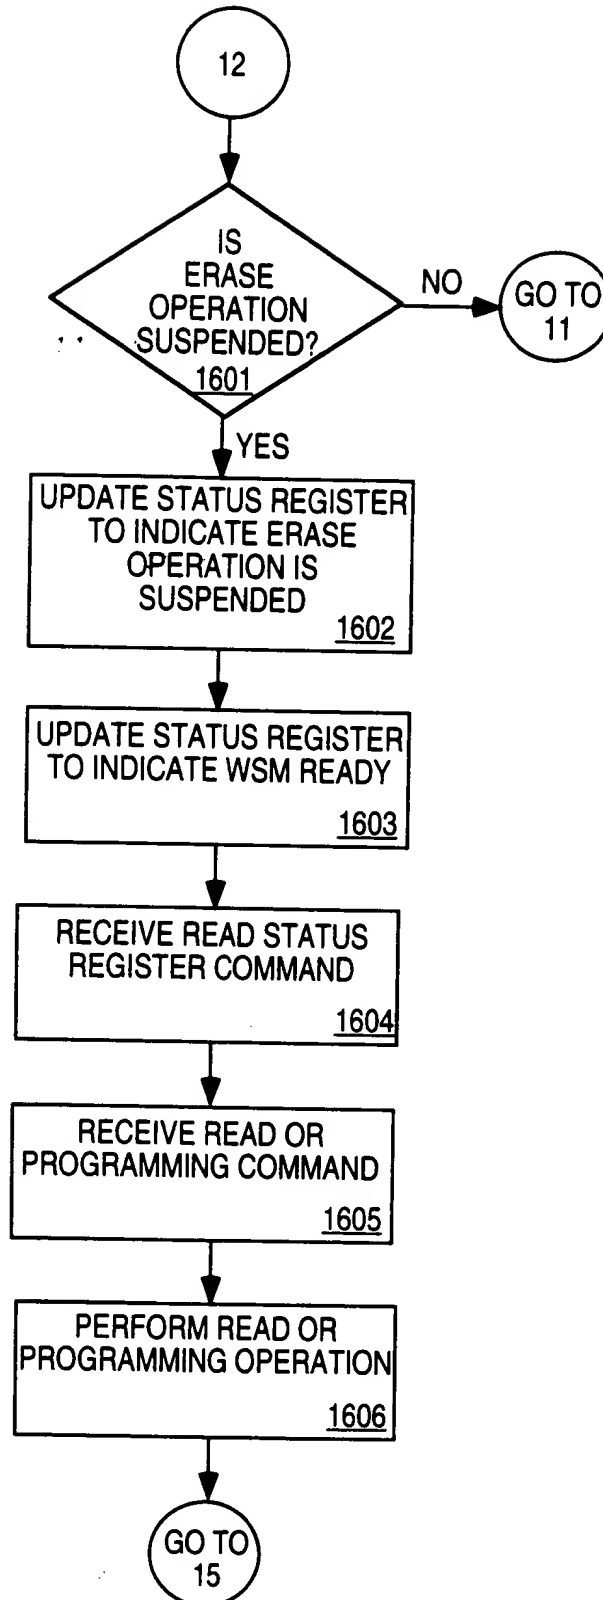 12
IS
ERASE
OPERATION
SUSPENDED?
1601
NO
GO TO
11
YES
UPDATE STATUS REGISTER
TO INDICATE ERASE
OPERATION IS
SUSPENDED
1602
UPDATE STATUS REGISTER
TO INDICATE WSM READY
1603
RECEIVE READ STATUS
REGISTER COMMAND
1604
RECEIVE READ OR
PROGRAMMING COMMAND
1605
PERFORM READ OR
PROGRAMMING OPERATION
1606
GO TO
15